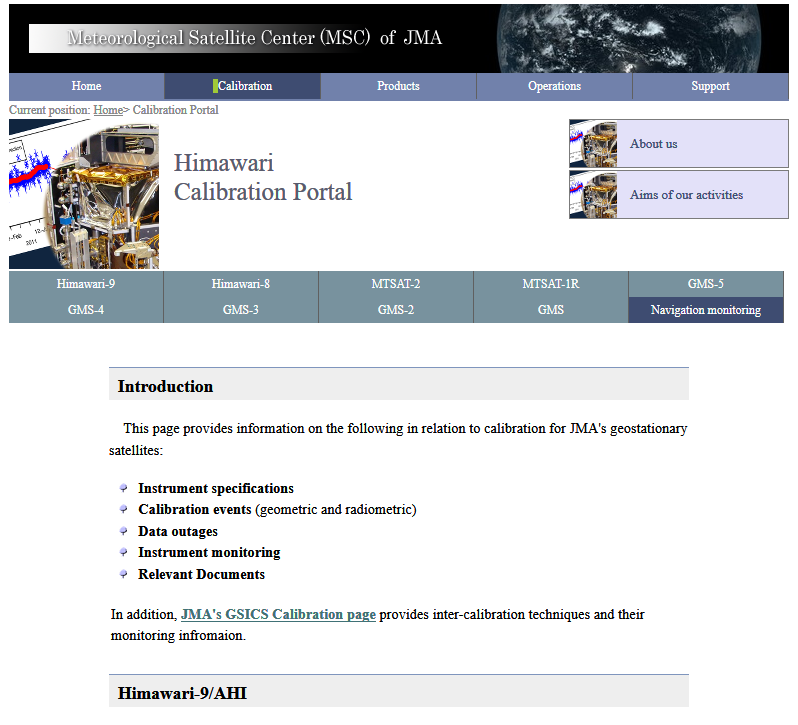 Meteorological Satellite Center (MSC) of JMA
Home Calibration Products Operations Support
Current position: Home> Calibration Portal
Himawari
Calibration Portal
About us
Aims of our activities
2011
Himawari-9 Himawari-8 MTSAT-2 MTSAT-1R GMS-5
GMS-4 GMS-3 GMS-2 GMS Navigation monitoring
Introduction
This page provides information on the following in relation to calibration for JMA's geostationary
satellites:
Instrument specifications
Calibration events (geometric and radiometric)
Data outages
Instrument monitoring
Relevant Documents
In addition, JMA's GSICS Calibration page provides inter-calibration techniques and their
monitoring infromaion.
Himawari-9/AHI